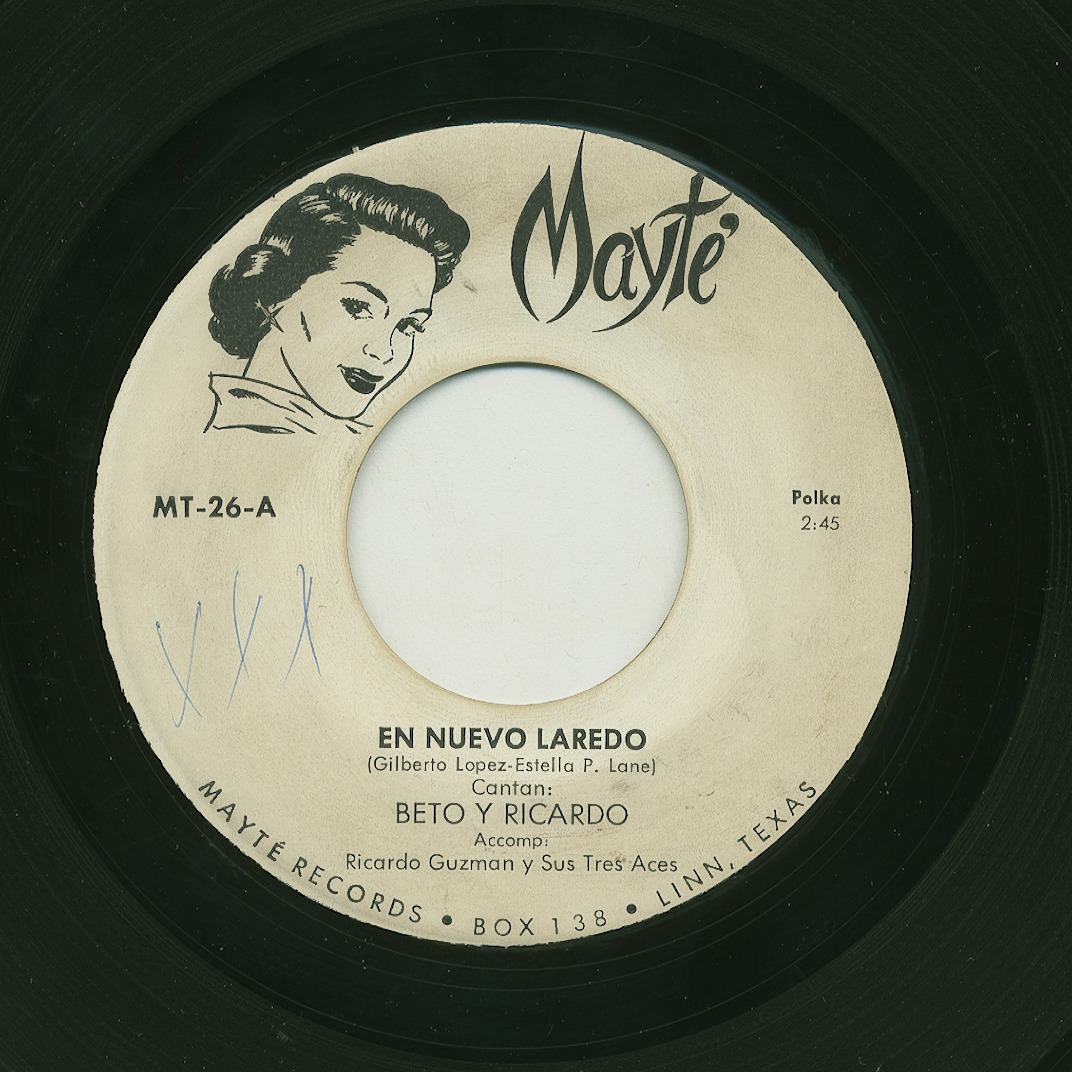 Mayté
MT-26-A
Polka
2:45
X X X
EN NUEVO LAREDO
(Gilberto Lopez-Estella P. Lane)
Cantan:
BETO Y RICARDO
Accomp:
Ricardo Guzman y Sus Tres Aces
MAYTÉ RECORDS • BOX 138 • LINN, TEXAS